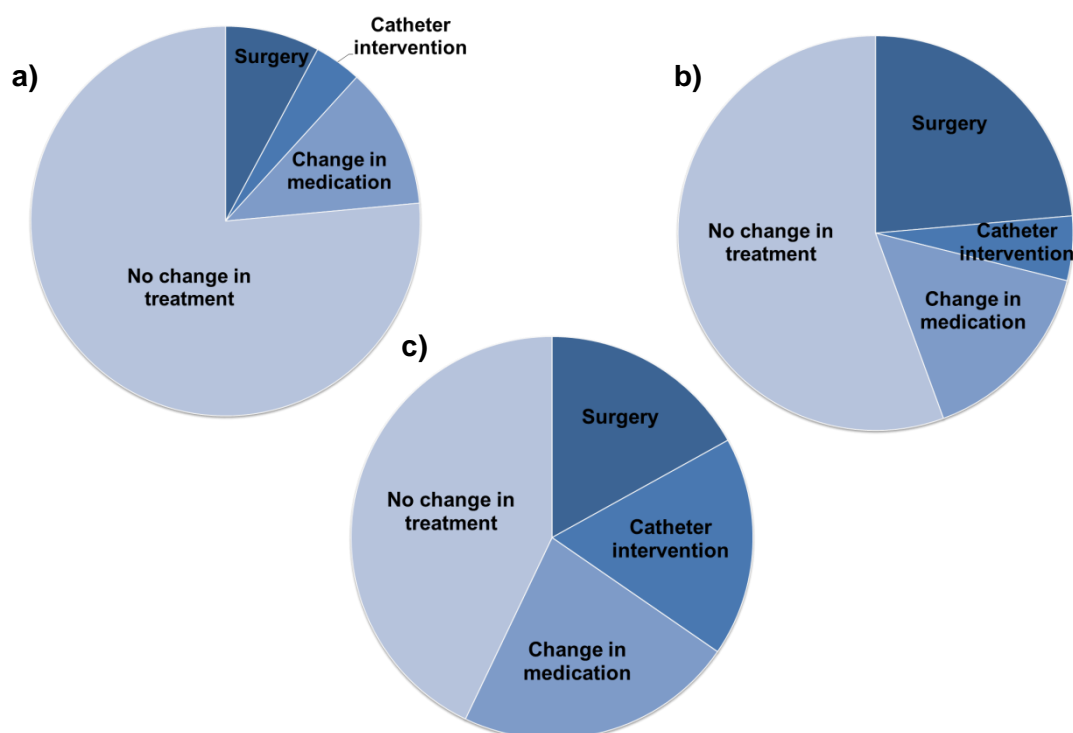 a)
Surgery
Catheter
intervention
Change in
medication
No change in
treatment
b)
Surgery
Catheter
intervention
Change in
medication
No change in
treatment
c)
Surgery
Catheter
intervention
Change in
medication
No change in
treatment